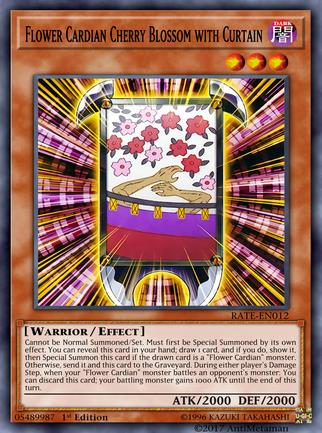 Flower Cardian Cherry Blossom with Curtain
DARK
闇
RATE-EN012
[Warrior / Effect]
Cannot be Normal Summoned/Set. Must first be Special Summoned by its own
effect. You can reveal this card in your hand; draw 1 card, and if you do, show it,
then Special Summon this if the drawn card is a "Flower Cardian" monster.
Otherwise, send it and this card to the Graveyard. During either player's Damage
Step, when your "Flower Cardian" monster battles an opponent's monster: You
can discard this card; your battling monster gains 1000 ATK until the end of this
turn.
ATK/2000 DEF/2000
05489987 1st Edition ©1996 KAZUKI TAKAHASHI
©2017 AntiMetaman